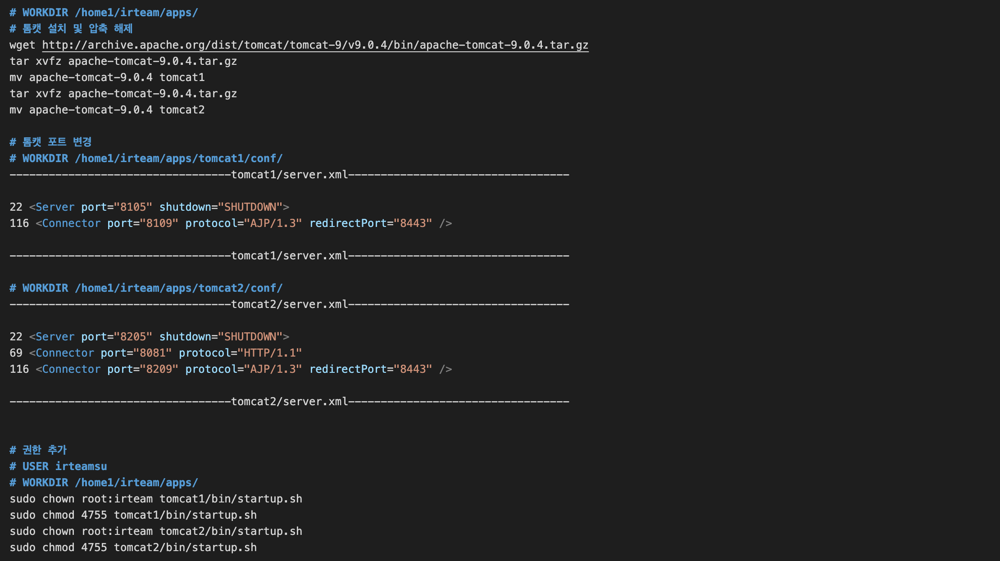 # WORKDIR /home1/irteam/apps/
# 톰캣 설치 및 압축 해제
wget http://archive.apache.org/dist/tomcat/tomcat-9/v9.0.4/bin/apache-tomcat-9.0.4.tar.gz
tar xvfz apache-tomcat-9.0.4.tar.gz
mv apache-tomcat-9.0.4 tomcat1
tar xvfz apache-tomcat-9.0.4.tar.gz
mv apache-tomcat-9.0.4 tomcat2
# 톰캣 포트 변경
# WORKDIR /home1/irteam/apps/tomcat1/conf/
----------------------------------tomcat1/server.xml----------------------------------
22 <Server port="8105" shutdown="SHUTDOWN">
116 <Connector port="8109" protocol="AJP/1.3" redirectPort="8443" />
----------------------------------tomcat1/server.xml----------------------------------
# WORKDIR /home1/irteam/apps/tomcat2/conf/
----------------------------------tomcat2/server.xml----------------------------------
22 <Server port="8205" shutdown="SHUTDOWN">
69 <Connector port="8081" protocol="HTTP/1.1"
116 <Connector port="8209" protocol="AJP/1.3" redirectPort="8443" />
----------------------------------tomcat2/server.xml----------------------------------
# 권한 추가
# USER irteamsu
# WORKDIR /home1/irteam/apps/
sudo chown root:irteam tomcat1/bin/startup.sh
sudo chmod 4755 tomcat1/bin/startup.sh
sudo chown root:irteam tomcat2/bin/startup.sh
sudo chmod 4755 tomcat2/bin/startup.sh